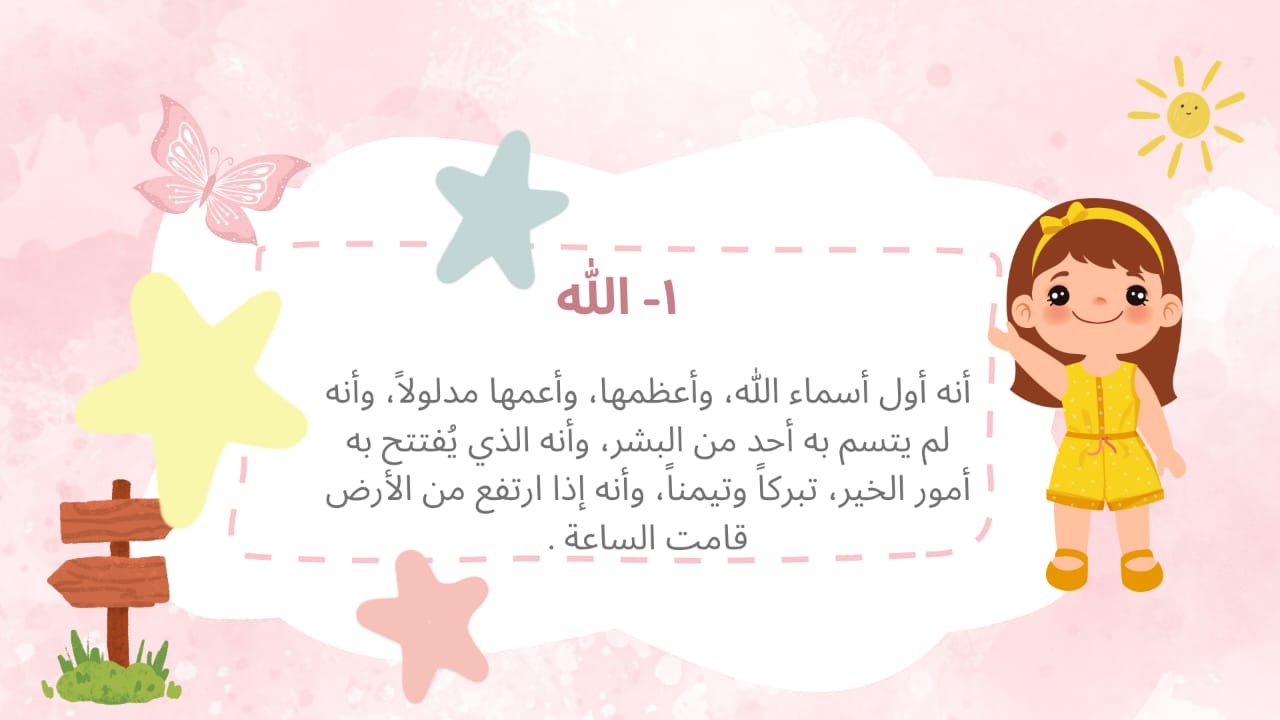 ١- الله
أنه أول أسماء الله، وأعظمها، وأعمها مدلولاً، وأنه
لم يتسم به أحد من البشر، وأنه الذي يُفتتح به
أمور الخير، تبركاً وتيمناً، وأنه إذا ارتفع من الأرض
قامت الساعة .